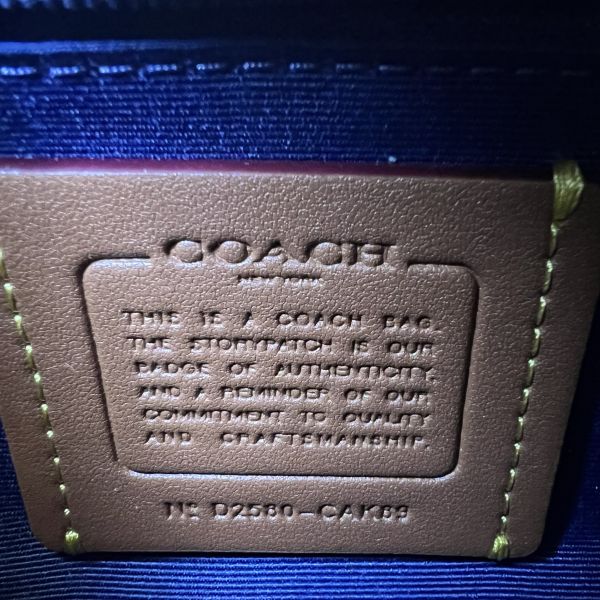 COACH
NEW YORK
THIS IS A COACH BAG.
THE STORYPATCH IS OUR
BADGE OF AUTHENTICITY,
AND A REMINDER OF OUR
COMMITMENT TO QUALITY
AND CRAFTSMANSHIP.
Nº D2580-CAK89